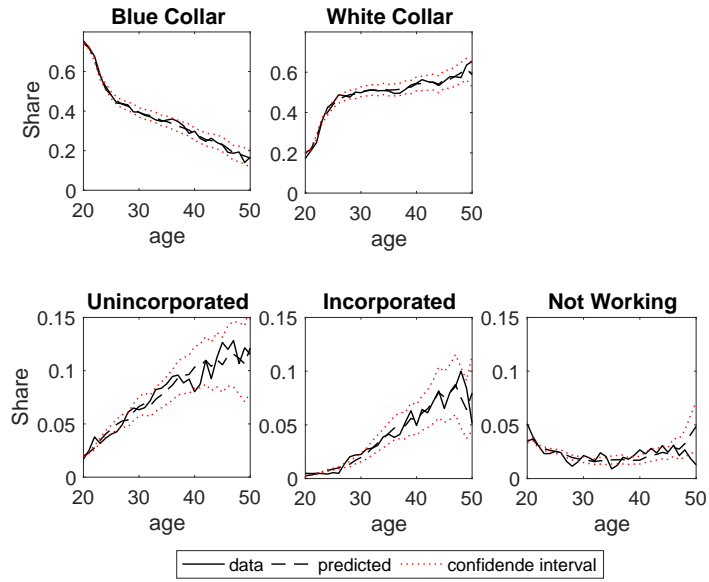 Blue Collar
White Collar
Share
0.6
0.4
0.2
0
20 30 40 50
age
0.6
0.4
0.2
0
20 30 40 50
age
Unincorporated
Incorporated
Not Working
Share
0.15
0.1
0.05
0
20 30 40 50
age
0.15
0.1
0.05
0
20 30 40 50
age
0.15
0.1
0.05
0
20 30 40 50
age
data predicted confidende interval